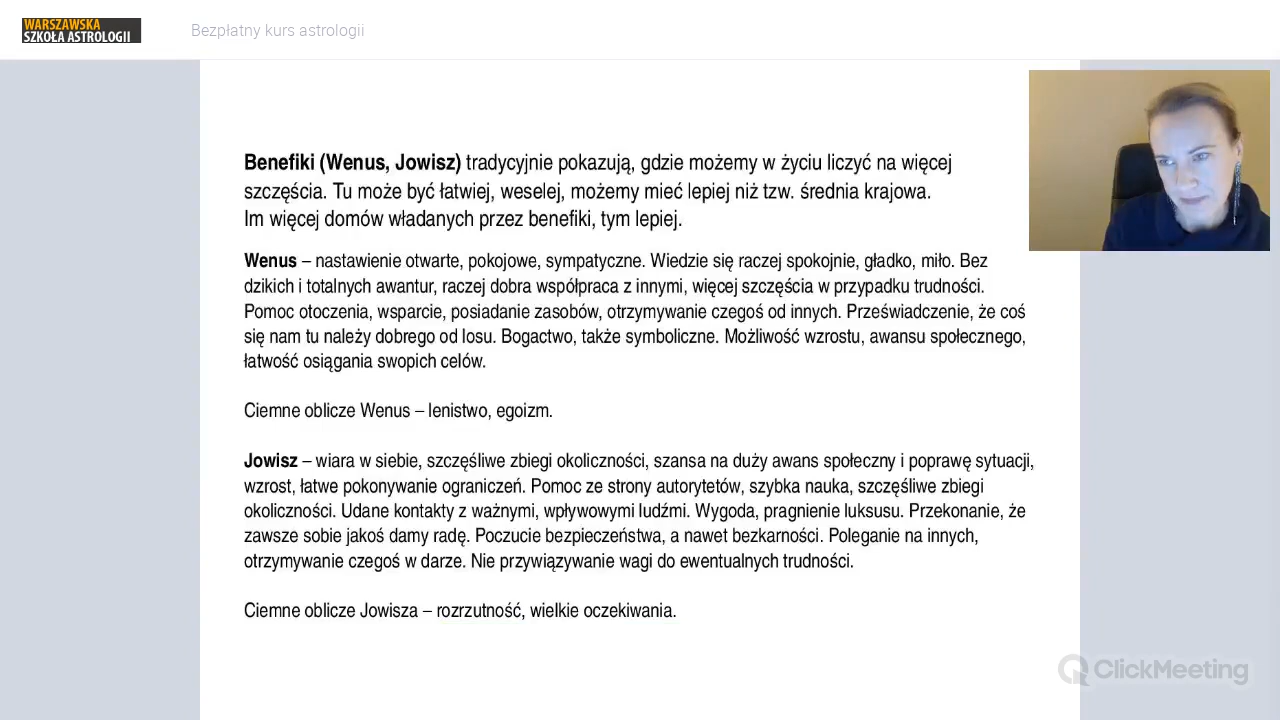 WARSZAWSKA
SZKOŁA ASTROLOGII
Bezpłatny kurs astrologii
Benefiki (Wenus, Jowisz) tradycyjnie pokazują, gdzie możemy w życiu liczyć na więcej
szczęścia. Tu może być łatwiej, weselej, możemy mieć lepiej niż tzw. średnia krajowa.
Im więcej domów władanych przez benefiki, tym lepiej.
Wenus – nastawienie otwarte, pokojowe, sympatyczne. Wiedzie się raczej spokojnie, gładko, miło. Bez
dzikich i totalnych awantur, raczej dobra współpraca z innymi, więcej szczęścia w przypadku trudności.
Pomoc otoczenia, wsparcie, posiadanie zasobów, otrzymywanie czegoś od innych. Przeświadczenie, że coś
się nam tu należy dobrego od losu. Bogactwo, także symboliczne. Możliwość wzrostu, awansu społecznego,
łatwość osiągania swopich celów.
Ciemne oblicze Wenus – lenistwo, egoizm.
Jowisz – wiara w siebie, szczęśliwe zbiegi okoliczności, szansa na duży awans społeczny i poprawę sytuacji,
wzrost, łatwe pokonywanie ograniczeń. Pomoc ze strony autorytetów, szybka nauka, szczęśliwe zbiegi
okoliczności. Udane kontakty z ważnymi, wpływowymi ludźmi. Wygoda, pragnienie luksusu. Przekonanie, że
zawsze sobie jakoś damy radę. Poczucie bezpieczeństwa, a nawet bezkarności. Poleganie na innych,
otrzymywanie czegoś w darze. Nie przywiązywanie wagi do ewentualnych trudności.
Ciemne oblicze Jowisza – rozrzutność, wielkie oczekiwania.
ClickMeeting